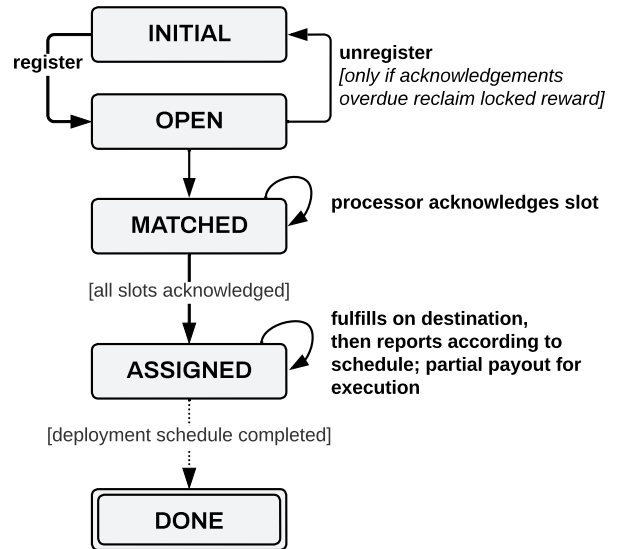 INITIAL
register
unregister
[only if acknowledgements
overdue reclaim locked reward]
OPEN
MATCHED
processor acknowledges slot
[all slots acknowledged]
fulfills on destination,
then reports according to
schedule; partial payout for
execution
ASSIGNED
[deployment schedule completed]
DONE